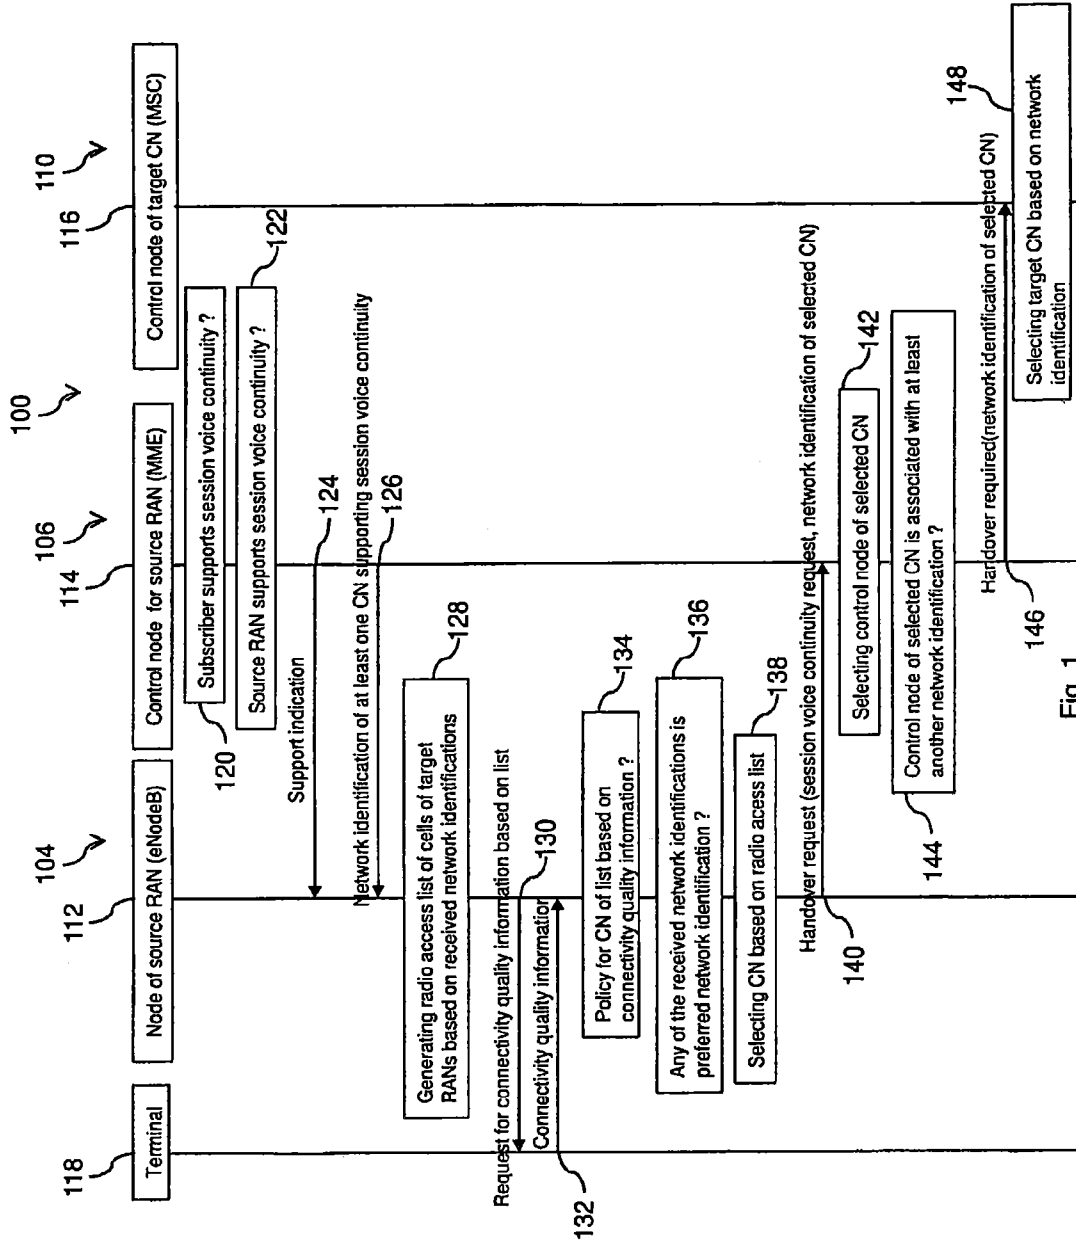 100
104
106
110
118
112
114
116
Terminal
Node of source RAN (eNodeB)
Control node for source RAN (MME)
Control node of target CN (MSC)
Subscriber supports session voice continuity ?
120
Source RAN supports session voice continuity ?
122
Support indication
124
Network identification of at least one CN supporting session voice continuity
126
Generating radio access list of cells of target
RANs based on received network identifications
128
Request for connectivity quality information based on list
130
Connectivity quality information
132
Policy for CN of list based on
connectivity quality information ?
134
Any of the received network identifications is
preferred network identification ?
136
Selecting CN based on radio acess list
138
Handover request (session voice continuity request, network identification of selected CN)
140
Selecting control node of selected CN
142
Control node of selected CN is associated with at least
another network identification ?
144
Handover required(network identification of selected CN)
146
Selecting target CN based on network
identification
148
Fig. 1